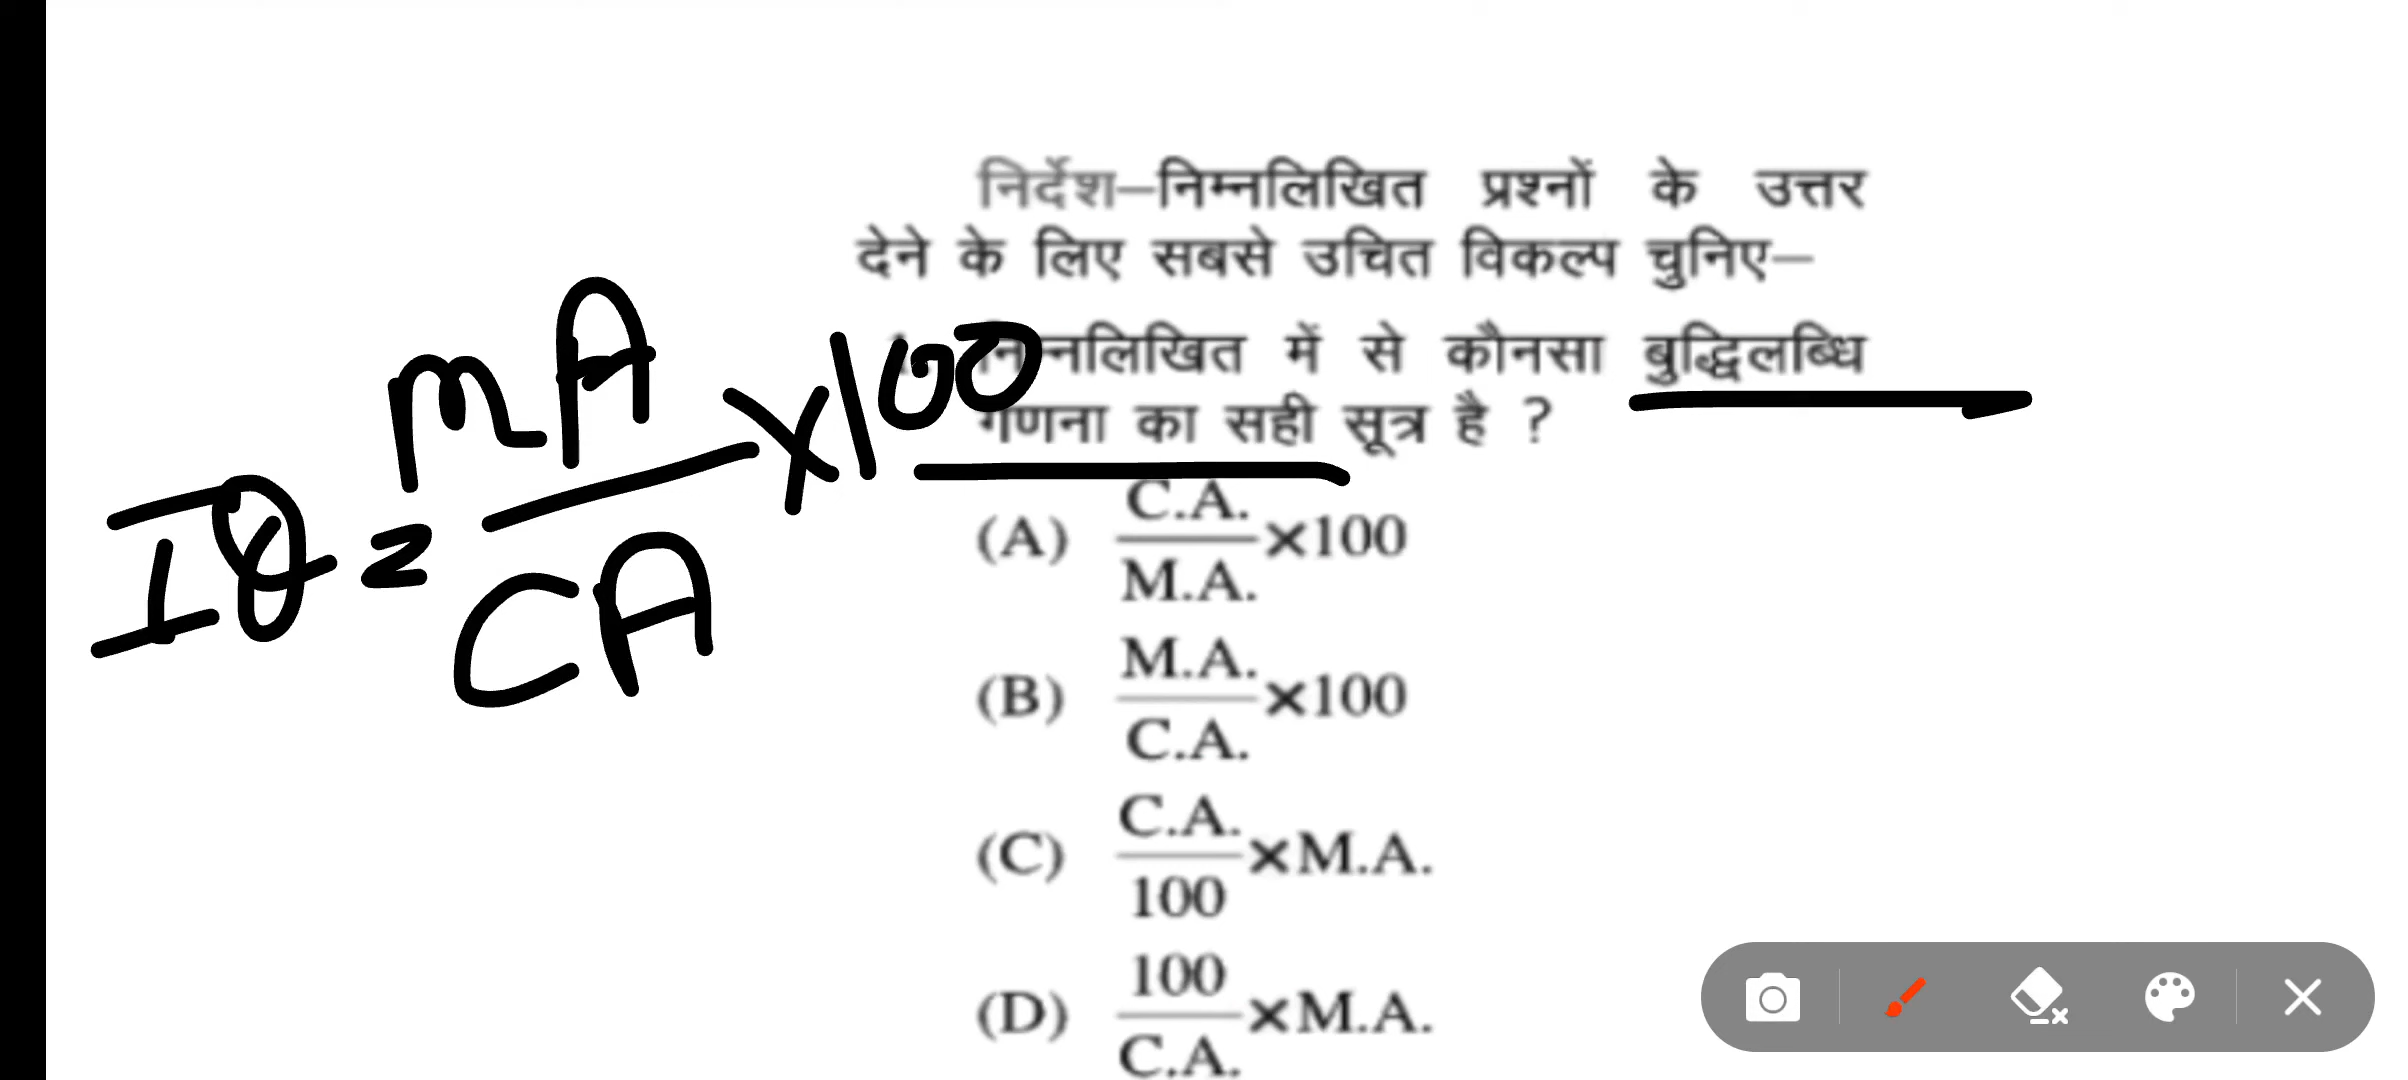 निर्देश–निम्नलिखित प्रश्नों के उत्तर
देने के लिए सबसे उचित विकल्प चुनिए–
1. निम्नलिखित में से कौनसा बुद्धिलब्धि
गणना का सही सूत्र है ?
(A) C.A./M.A. ×100
(B) M.A./C.A. ×100
(C) C.A./100 ×M.A.
(D) 100/C.A. ×M.A.
IQ = MA/CA ×100